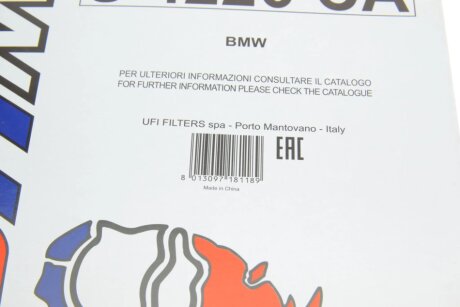 BMW
PER ULTERIORI INFORMAZIONI CONSULTARE IL CATALOGO
FOR FURTHER INFORMATION PLEASE CHECK THE CATALOGUE
UFI FILTERS spa - Porto Mantovano - Italy
EAC
8 013097 181189
Made in China